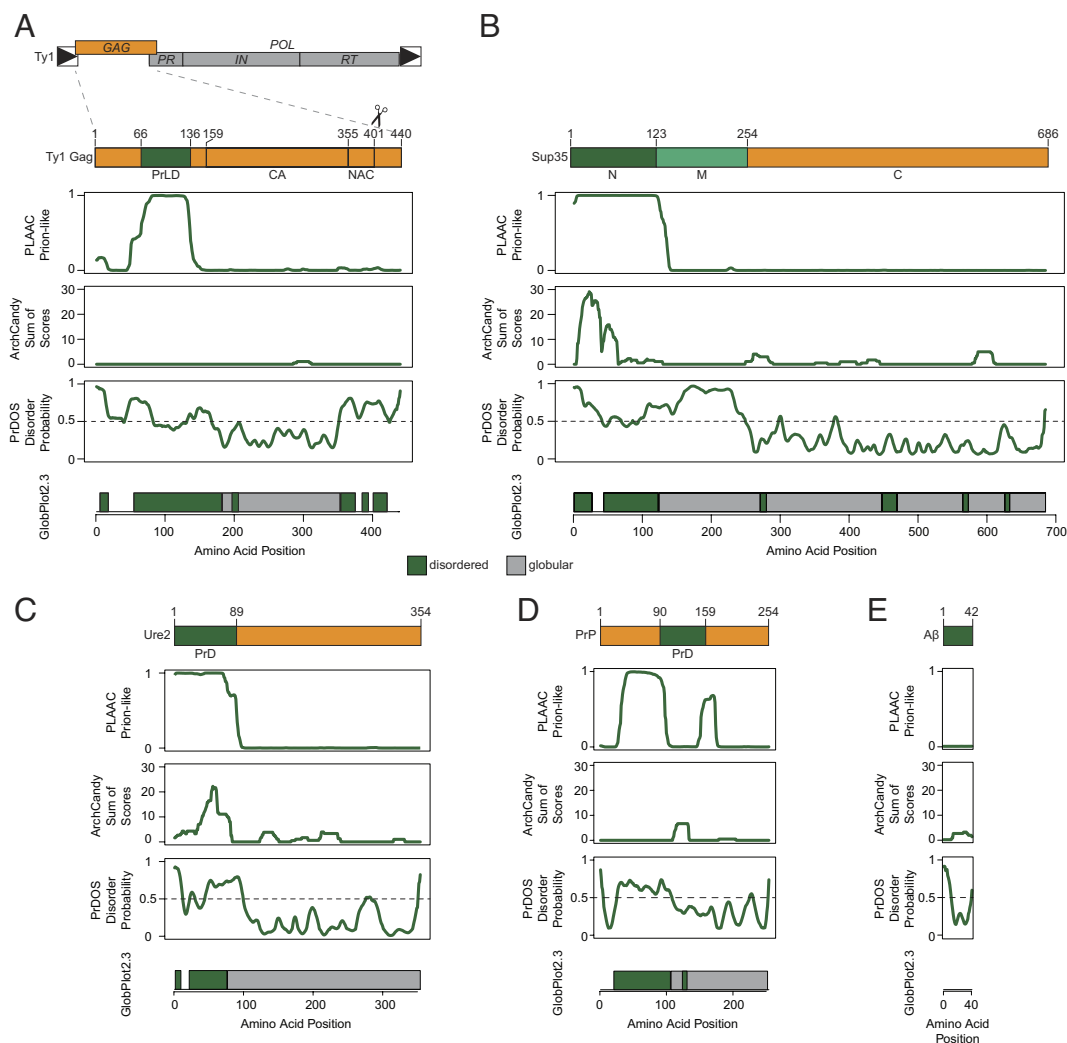 A
Ty1
GAG
POL
PR
IN
RT
1 66 136 159 355 401 440
Ty1 Gag
PrLD CA NAC
PLAAC
Prion-like
1
0
ArchCandy
Sum of
Scores
30
20
10
0
PrDOS
Disorder
Probability
1
0.5
0
GlobPlot2.3
0 100 200 300 400
Amino Acid Position
B
1 123 254 686
Sup35
N M C
PLAAC
Prion-like
1
0
ArchCandy
Sum of
Scores
30
20
10
0
PrDOS
Disorder
Probability
1
0.5
0
GlobPlot2.3
0 100 200 300 400 500 600 700
Amino Acid Position
disordered globular
C
1 89 354
Ure2
PrD
PLAAC
Prion-like
1
0
ArchCandy
Sum of
Scores
30
20
10
0
PrDOS
Disorder
Probability
1
0.5
0
GlobPlot2.3
0 100 200 300
Amino Acid Position
D
1 90 159 254
PrP
PrD
PLAAC
Prion-like
1
0
ArchCandy
Sum of
Scores
30
20
10
0
PrDOS
Disorder
Probability
1
0.5
0
GlobPlot2.3
0 100 200
Amino Acid Position
E
1 42
Aβ
PLAAC
Prion-like
1
0
ArchCandy
Sum of
Scores
30
20
10
0
PrDOS
Disorder
Probability
1
0.5
0
GlobPlot2.3
0 40
Amino Acid
Position